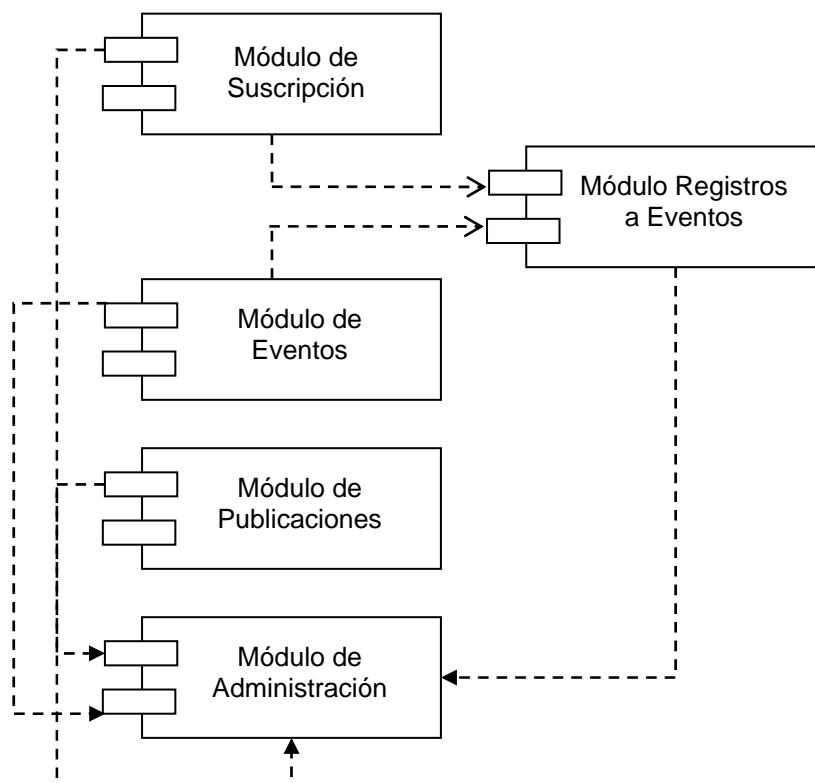 Módulo de
Suscripción
Módulo Registros
a Eventos
Módulo de
Eventos
Módulo de
Publicaciones
Módulo de
Administración